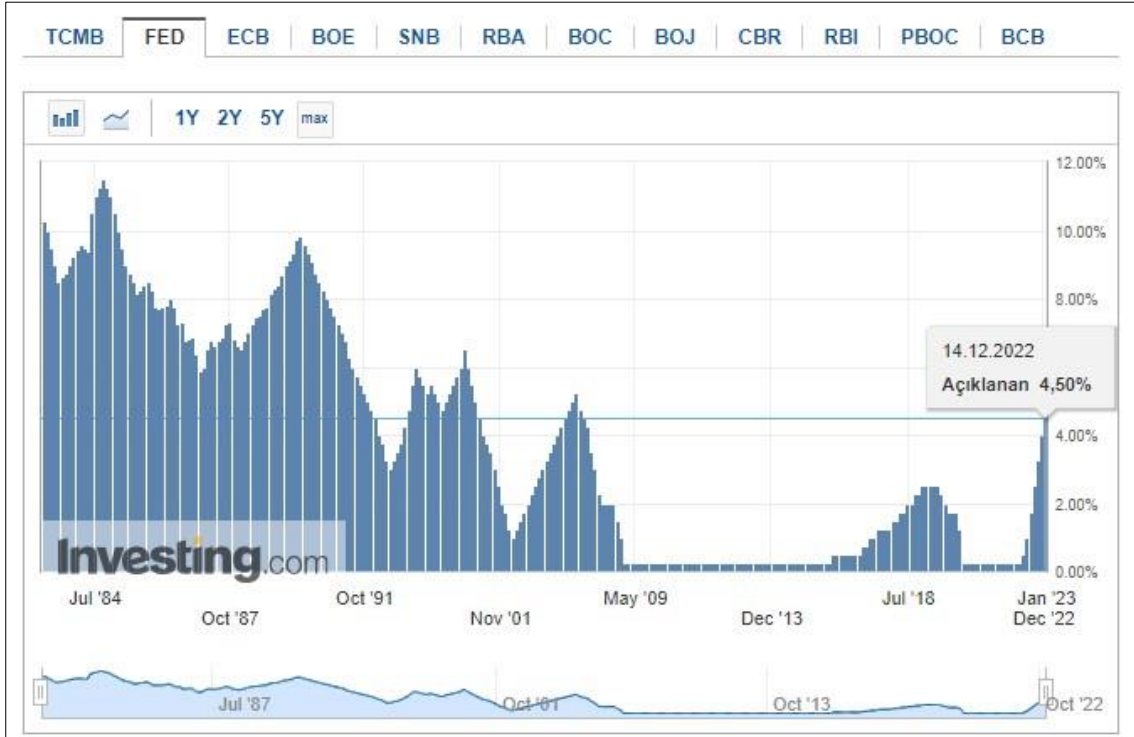 TCMB FED ECB BOE SNB RBA BOC BOJ CBR RBI PBOC BCB
1Y 2Y 5Y max
12.00%
10.00%
8.00%
14.12.2022
Açıklanan 4,50%
4.00%
2.00%
0.00%
Investing.com
Jul '84 Oct '91 May '09 Jul '18 Jan '23
Oct '87 Nov '01 Dec '13 Dec '22
Jul '87 Oct '01 Oct '13 Oct '22